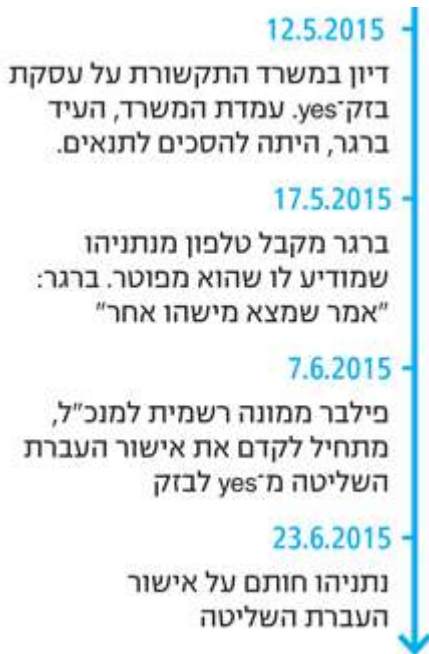 12.5.2015
דיון במשרד התקשורת על עסקת
בזק־yes. עמדת המשרד, העיד
ברגר, היתה להסכים לתנאים.
17.5.2015
ברגר מקבל טלפון מנתניהו
שמודיע לו שהוא מפוטר. ברגר:
"אמר שמצא מישהו אחר"
7.6.2015
פילבר ממונה רשמית למנכ"ל,
מתחיל לקדם את אישור העברת
השליטה מ־yes לבזק
23.6.2015
נתניהו חותם על אישור
העברת השליטה